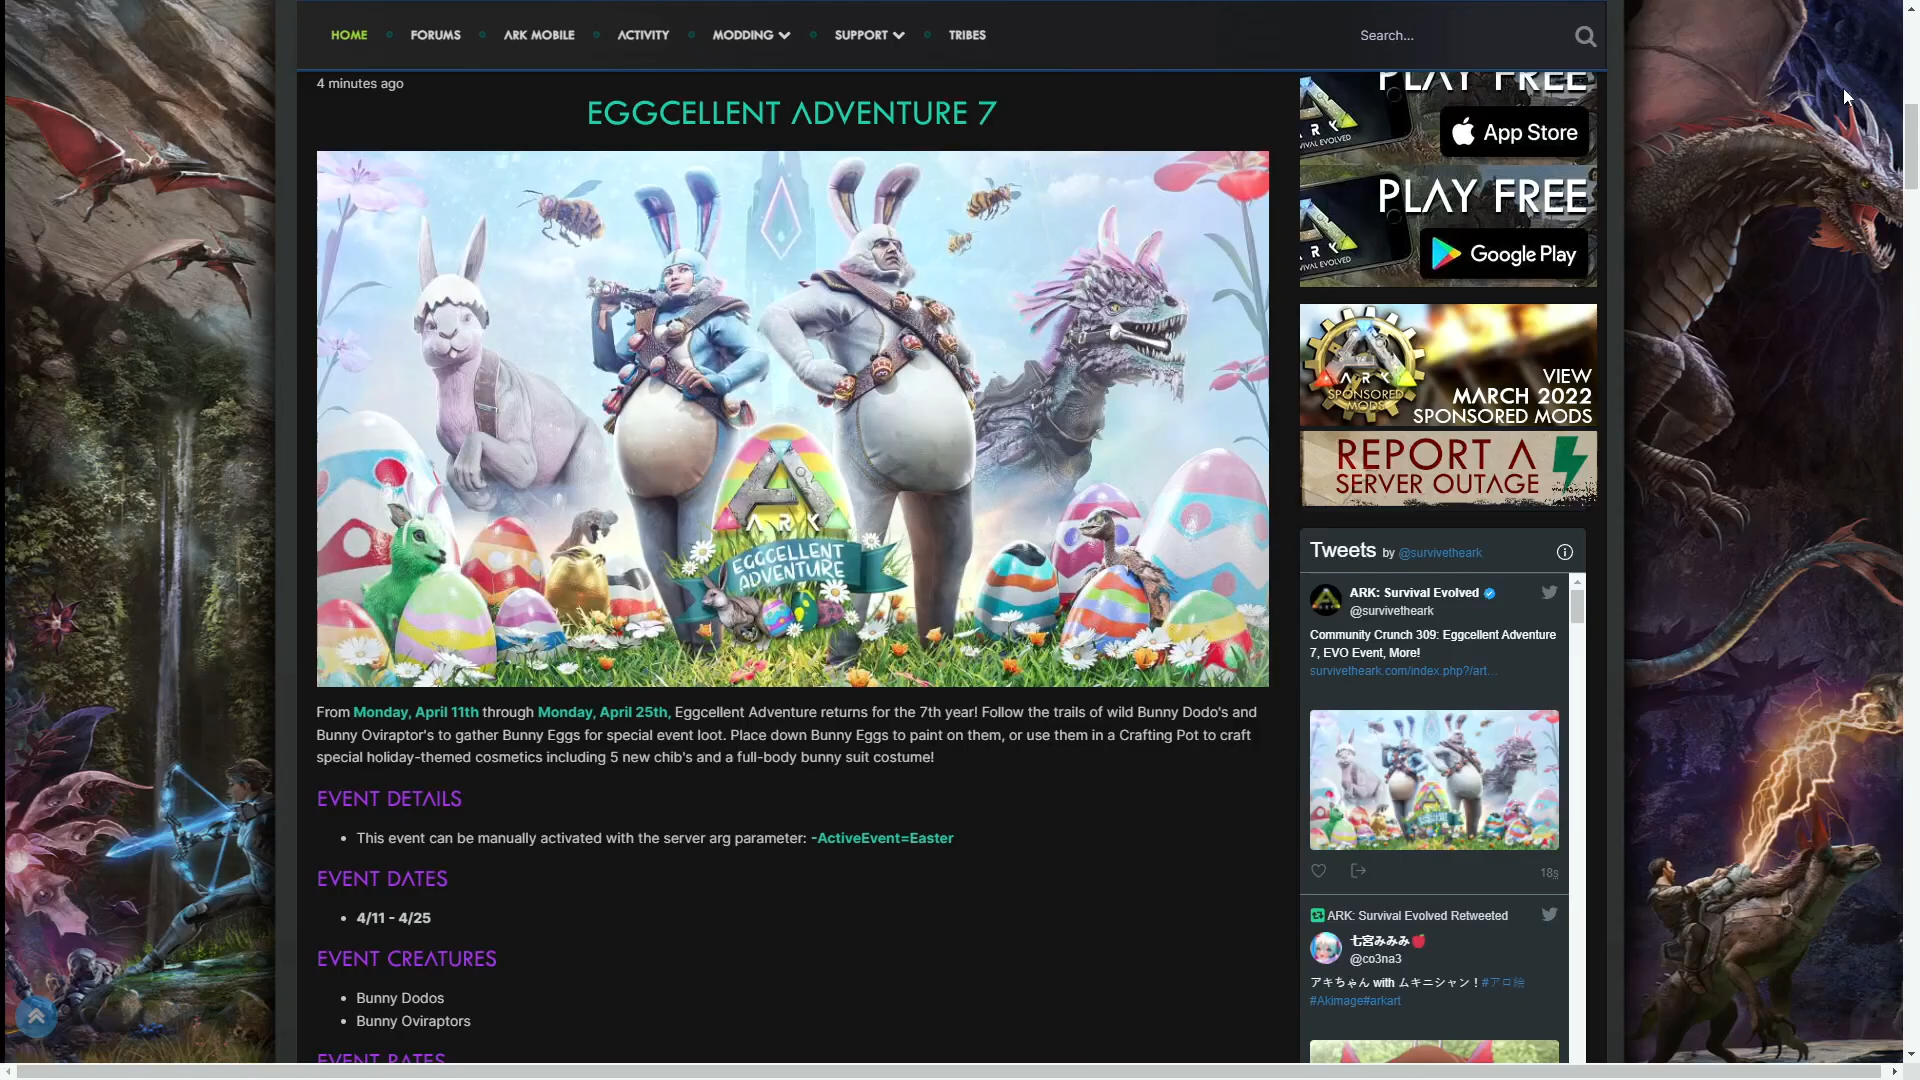 HOME
FORUMS
ARK MOBILE
ACTIVITY
MODDING
SUPPORT
TRIBES
Search...
4 minutes ago
EGGCELLENT ADVENTURE 7
ARK
EGGCELLENT
ADVENTURE
From Monday, April 11th through Monday, April 25th, Eggcellent Adventure returns for the 7th year! Follow the trails of wild Bunny Dodo's and
Bunny Oviraptor's to gather Bunny Eggs for special event loot. Place down Bunny Eggs to paint on them, or use them in a Crafting Pot to craft
special holiday-themed cosmetics including 5 new chib's and a full-body bunny suit costume!
EVENT DETAILS
This event can be manually activated with the server arg parameter: -ActiveEvent=Easter
EVENT DATES
4/11 - 4/25
EVENT CREATURES
Bunny Dodos
Bunny Oviraptors
EVENT RATES
PLAY FREE
App Store
PLAY FREE
Google Play
ARK
SPONSORED
MODS
VIEW
MARCH 2022
SPONSORED MODS
REPORT A
SERVER OUTAGE
Tweets by @survivetheark
ARK: Survival Evolved
@survivetheark
Community Crunch 309: Eggcellent Adventure
7, EVO Event, More!
survivetheark.com/index.php?/art...
18s
ARK: Survival Evolved Retweeted
七宮みみみ🍎
@co3na3
アキちゃん with ムキニシャン！#アロ絵
#Akimage#arkart